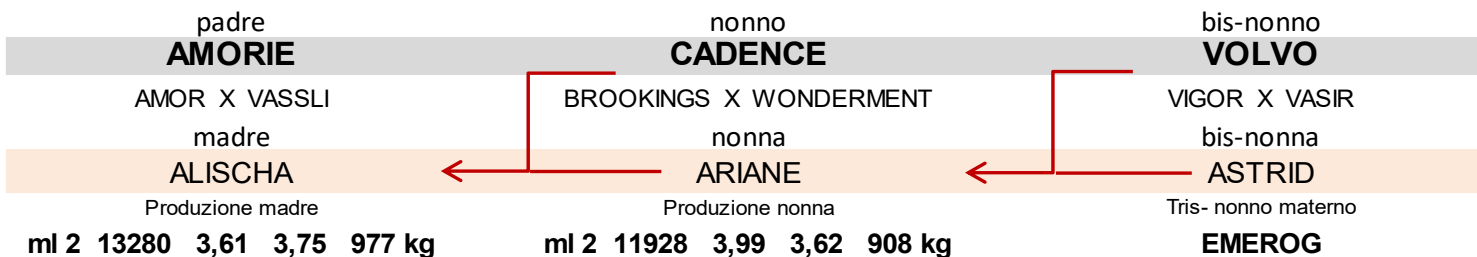 padre nonno bis-nonno
AMORIE CADENCE VOLVO
AMOR X VASSLI BROOKINGS X WONDERMENT VIGOR X VASIR
madre nonna bis-nonna
ALISCHA ARIANE ASTRID
Produzione madre Produzione nonna Tris- nonno materno
ml 2 13280 3,61 3,75 977 kg ml 2 11928 3,99 3,62 908 kg EMEROG